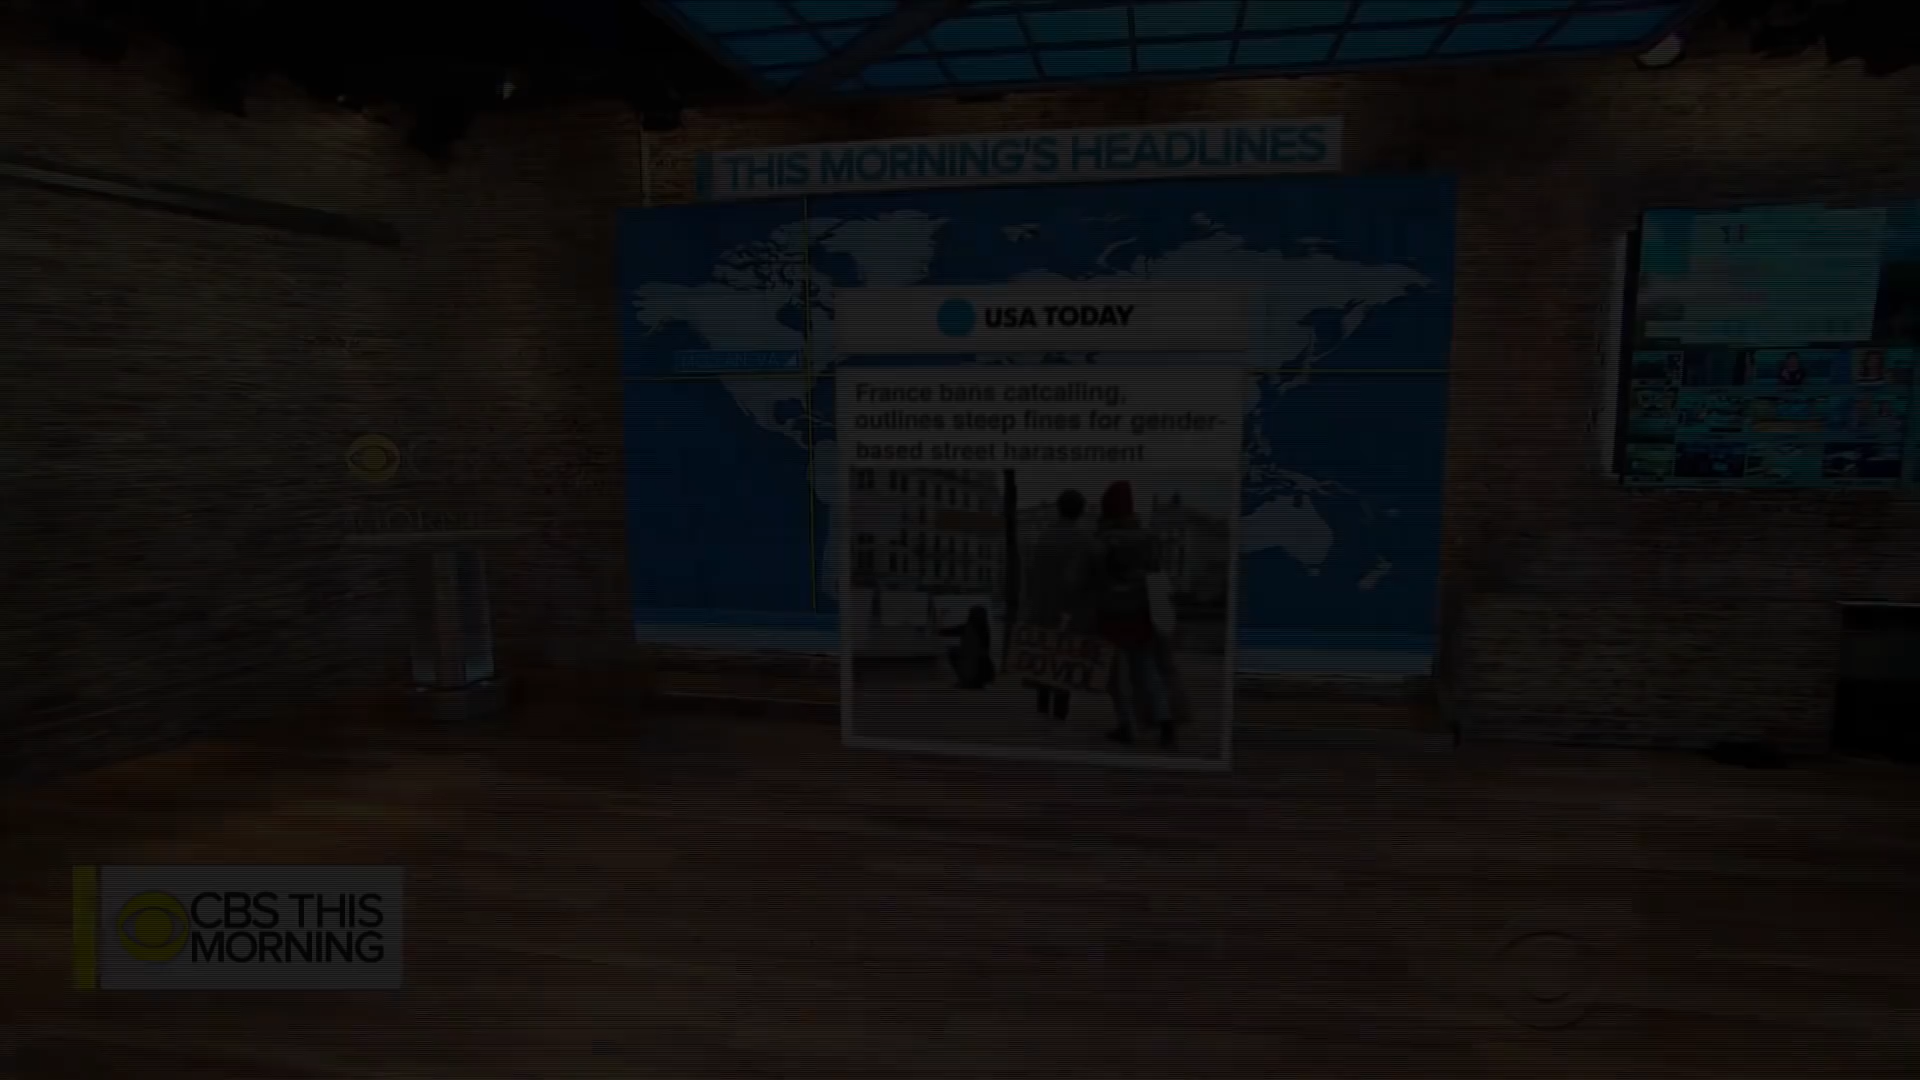 THIS MORNING'S HEADLINES
USA TODAY
France bans catcalling,
outlines steep fines for gender-
based street harassment
CBS THIS
MORNING